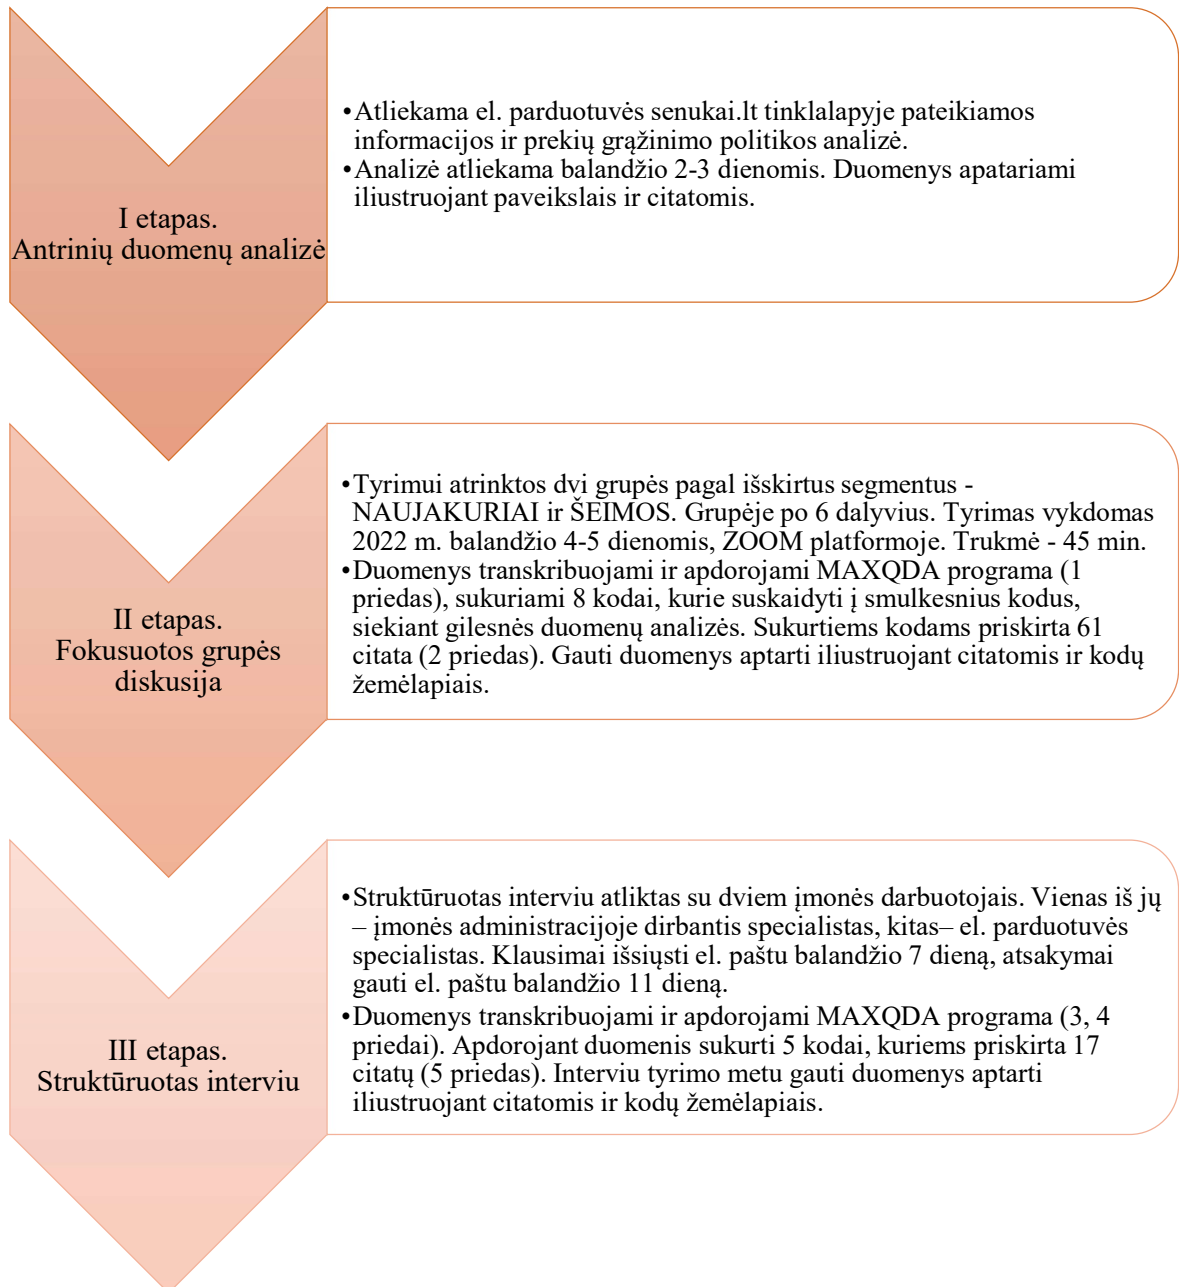 I etapas.
Antrinių duomenų analizė
•Atliekama el. parduotuvės senukai.lt tinklalapyje pateikiamos
informacijos ir prekių grąžinimo politikos analizė.
•Analizė atliekama balandžio 2-3 dienomis. Duomenys apatariami
iliustruojant paveikslais ir citatomis.
II etapas.
Fokusuotos grupės
diskusija
•Tyrimui atrinktos dvi grupės pagal išskirtus segmentus -
NAUJAKURIAI ir ŠEIMOS. Grupėje po 6 dalyvius. Tyrimas vykdomas
2022 m. balandžio 4-5 dienomis, ZOOM platformoje. Trukmė - 45 min.
•Duomenys transkribuojami ir apdorojami MAXQDA programa (1
priedas), sukuriami 8 kodai, kurie suskaidyti į smulkesnius kodus,
siekiant gilesnės duomenų analizės. Sukurtiems kodams priskirta 61
citata (2 priedas). Gauti duomenys aptarti iliustruojant citatomis ir kodų
žemėlapiais.
III etapas.
Struktūruotas interviu
•Struktūruotas interviu atliktas su dviem įmonės darbuotojais. Vienas iš jų
– įmonės administracijoje dirbantis specialistas, kitas– el. parduotuvės
specialistas. Klausimai išsiųsti el. paštu balandžio 7 dieną, atsakymai
gauti el. paštu balandžio 11 dieną.
•Duomenys transkribuojami ir apdorojami MAXQDA programa (3, 4
priedai). Apdorojant duomenis sukurti 5 kodai, kuriems priskirta 17
citatų (5 priedas). Interviu tyrimo metu gauti duomenys aptarti
iliustruojant citatomis ir kodų žemėlapiais.